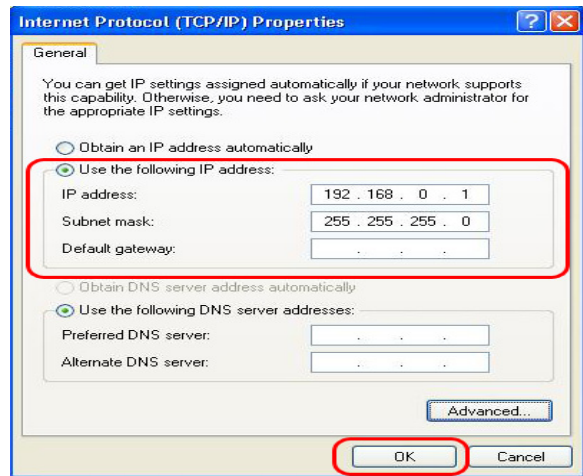 Internet Protocol (TCP/IP) Properties
General
You can get IP settings assigned automatically if your network supports
this capability. Otherwise, you need to ask your network administrator for
the appropriate IP settings.
Obtain an IP address automatically
Use the following IP address:
IP address: 192 . 168 . 0 . 1
Subnet mask: 255 . 255 . 255 . 0
Default gateway: . . .
Obtain DNS server address automatically
Use the following DNS server addresses:
Preferred DNS server: . . .
Alternate DNS server: . . .
Advanced...
OK Cancel